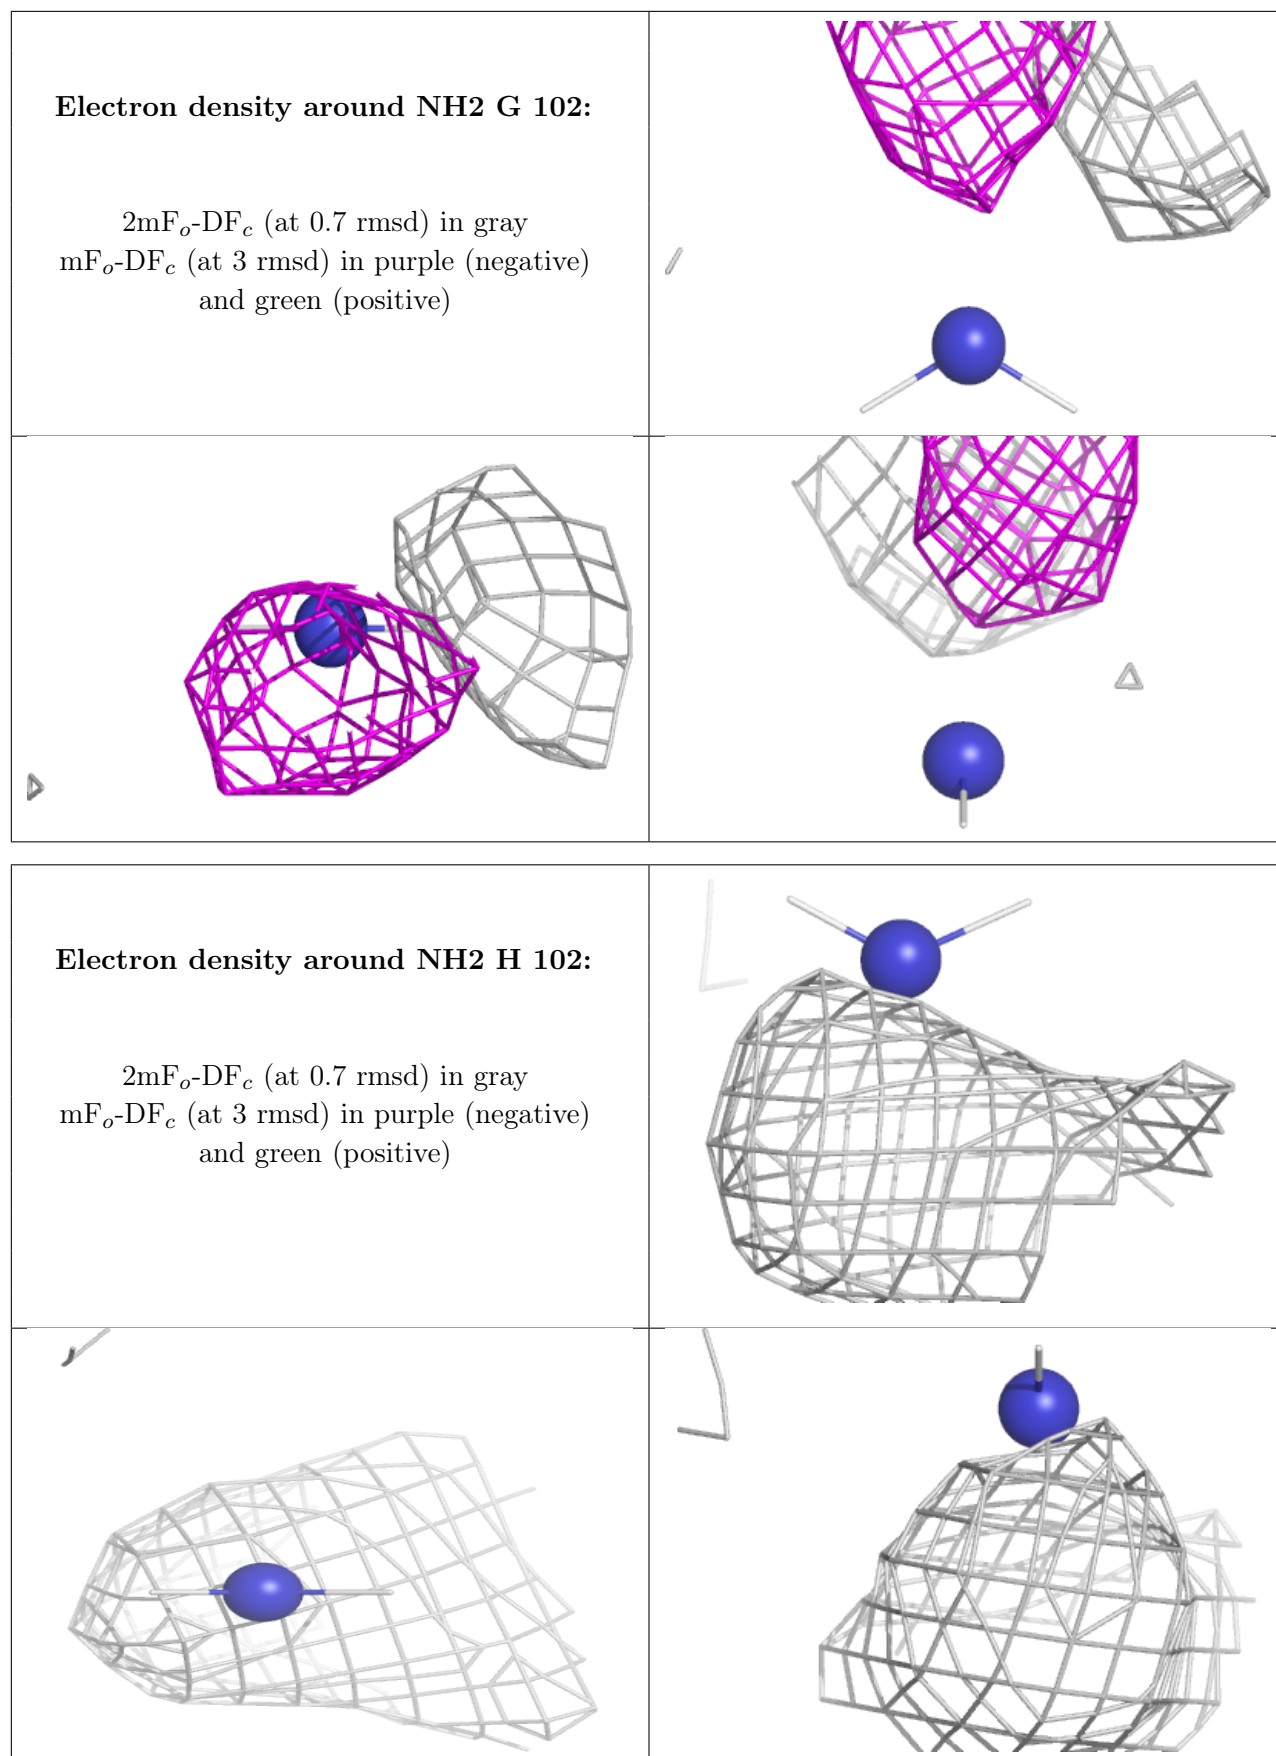 Electron density around NH2 G 102:
2mFₒ-DF𝒸 (at 0.7 rmsd) in gray
mFₒ-DF𝒸 (at 3 rmsd) in purple (negative)
and green (positive)
Electron density around NH2 H 102:
2mFₒ-DF𝒸 (at 0.7 rmsd) in gray
mFₒ-DF𝒸 (at 3 rmsd) in purple (negative)
and green (positive)